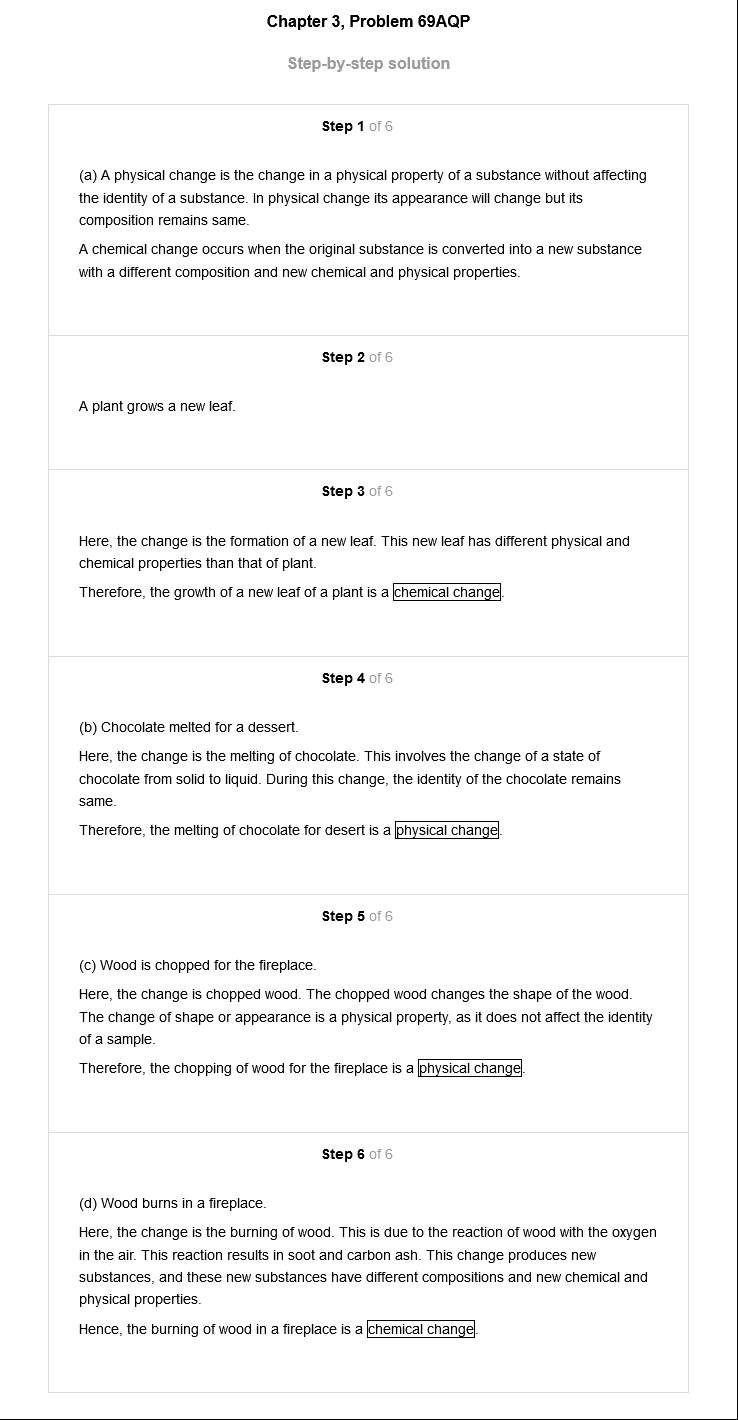 Chapter 3, Problem 69AQP
Step-by-step solution
Step 1 of 6
(a) A physical change is the change in a physical property of a substance without affecting
the identity of a substance. In physical change its appearance will change but its
composition remains same.
A chemical change occurs when the original substance is converted into a new substance
with a different composition and new chemical and physical properties.
Step 2 of 6
A plant grows a new leaf.
Step 3 of 6
Here, the change is the formation of a new leaf. This new leaf has different physical and
chemical properties than that of plant.
Therefore, the growth of a new leaf of a plant is a chemical change.
Step 4 of 6
(b) Chocolate melted for a dessert.
Here, the change is the melting of chocolate. This involves the change of a state of
chocolate from solid to liquid. During this change, the identity of the chocolate remains
same.
Therefore, the melting of chocolate for desert is a physical change.
Step 5 of 6
(c) Wood is chopped for the fireplace.
Here, the change is chopped wood. The chopped wood changes the shape of the wood.
The change of shape or appearance is a physical property, as it does not affect the identity
of a sample.
Therefore, the chopping of wood for the fireplace is a physical change.
Step 6 of 6
(d) Wood burns in a fireplace.
Here, the change is the burning of wood. This is due to the reaction of wood with the oxygen
in the air. This reaction results in soot and carbon ash. This change produces new
substances, and these new substances have different compositions and new chemical and
physical properties.
Hence, the burning of wood in a fireplace is a chemical change.